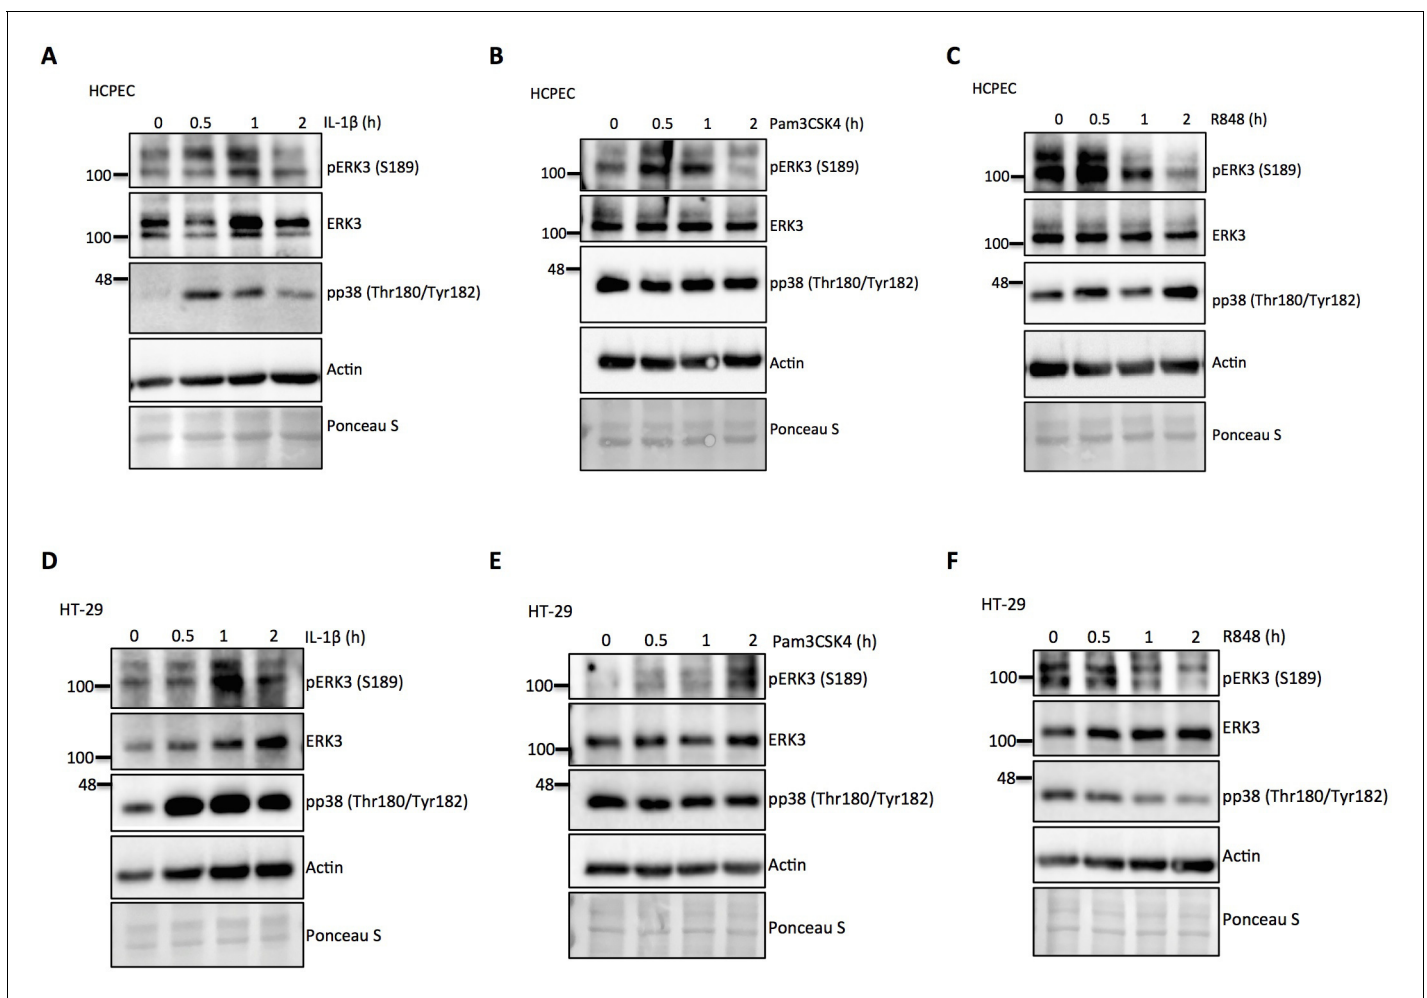 A
HCPEC
0 0.5 1 2 IL-1β (h)
pERK3 (S189)
100
ERK3
100
48
pp38 (Thr180/Tyr182)
Actin
Ponceau S
B
HCPEC
0 0.5 1 2 Pam3CSK4 (h)
pERK3 (S189)
100
ERK3
100
48
pp38 (Thr180/Tyr182)
Actin
Ponceau S
C
HCPEC
0 0.5 1 2 R848 (h)
pERK3 (S189)
100
ERK3
100
48
pp38 (Thr180/Tyr182)
Actin
Ponceau S
D
HT-29
0 0.5 1 2 IL-1β (h)
pERK3 (S189)
100
ERK3
100
48
pp38 (Thr180/Tyr182)
Actin
Ponceau S
E
HT-29
0 0.5 1 2 Pam3CSK4 (h)
pERK3 (S189)
100
ERK3
100
48
pp38 (Thr180/Tyr182)
Actin
Ponceau S
F
HT-29
0 0.5 1 2 R848 (h)
pERK3 (S189)
100
ERK3
100
48
pp38 (Thr180/Tyr182)
Actin
Ponceau S